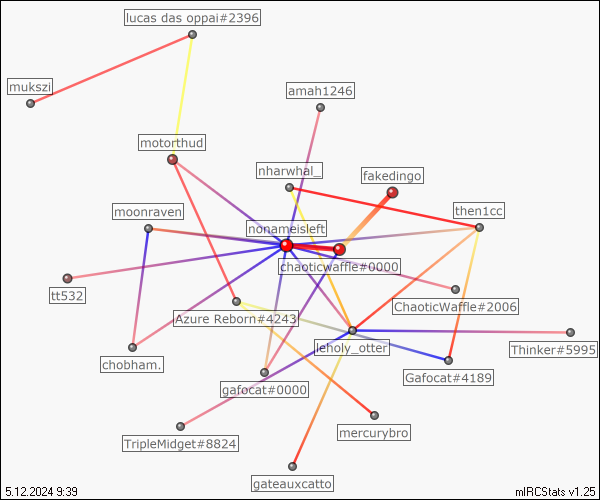 lucas das oppai#2396
mukszi
amah1246
motorthud
nharwhal_
fakedingo
moonraven
then1cc
nonameisleft
chaoticwaffle#0000
tt532
ChaoticWaffle#2006
Azure Reborn#4243
chobham.
leholy_otter
Thinker#5995
Gafocat#4189
gafocat#0000
mercurybro
TripleMidget#8824
gateauxcatto
5.12.2024 9:39
mIRCStats v1.25